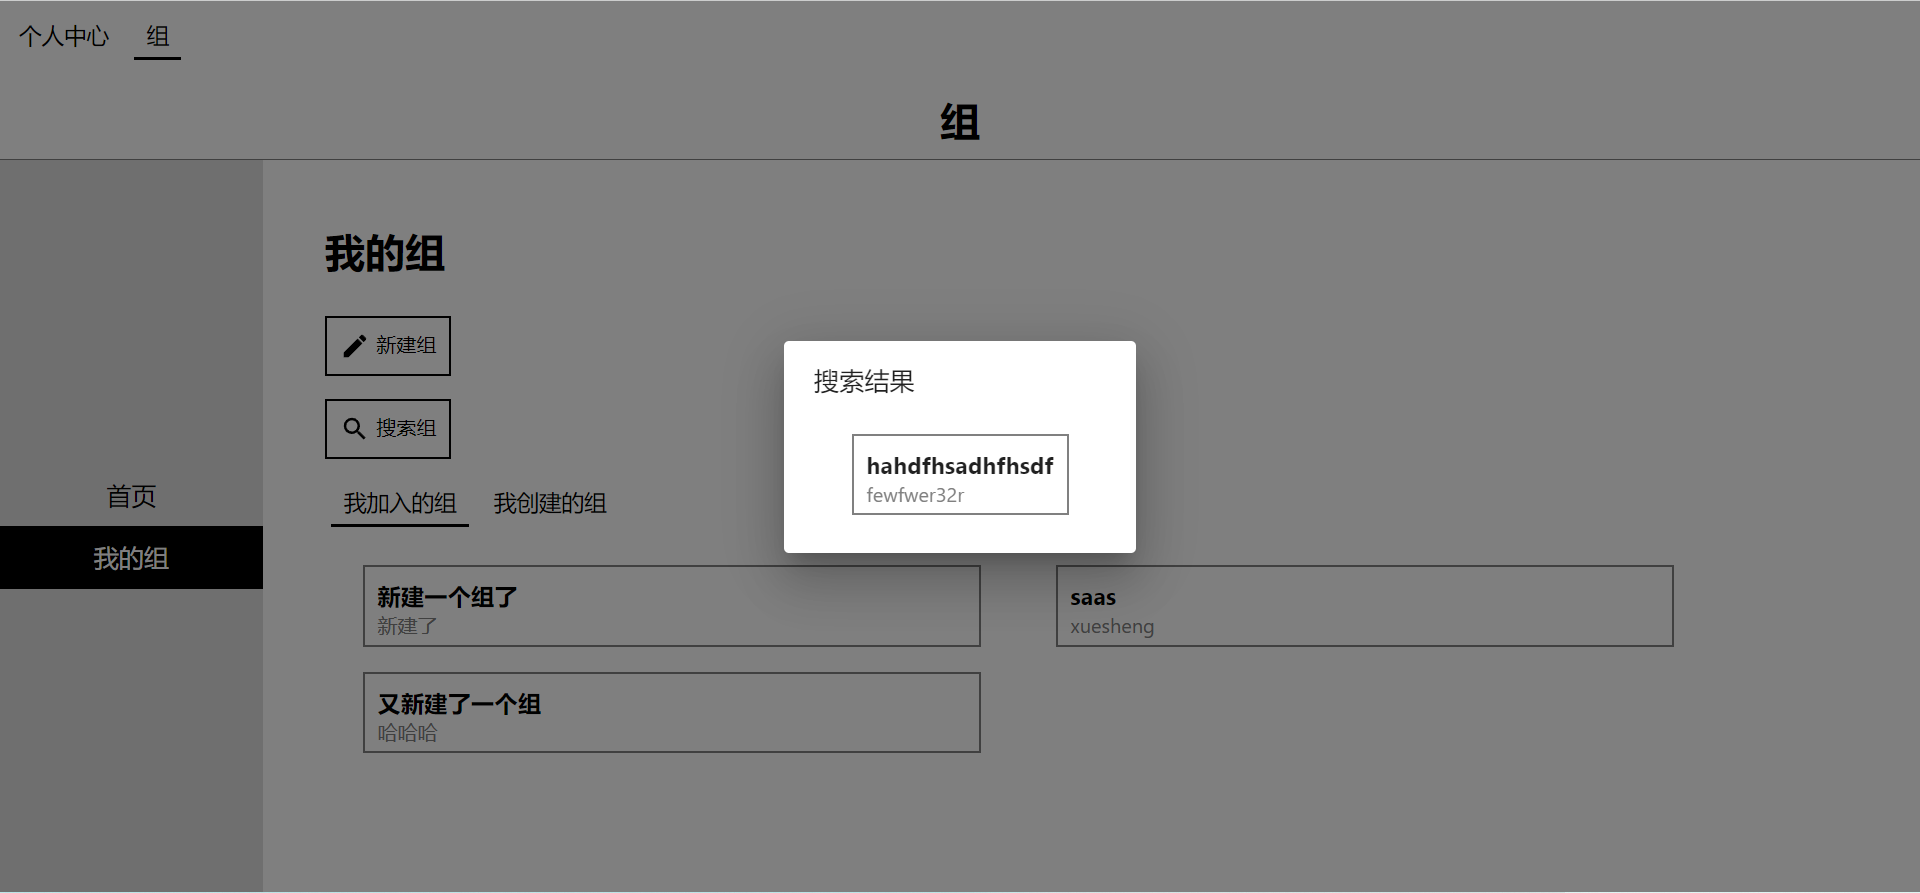 个人中心 组
组
我的组
新建组
搜索组
我加入的组 我创建的组
首页
我的组
新建一个组了
新建了
saas
xuesheng
又新建了一个组
哈哈哈
搜索结果
hahdfhsadhfhsdf
fewfwer32r